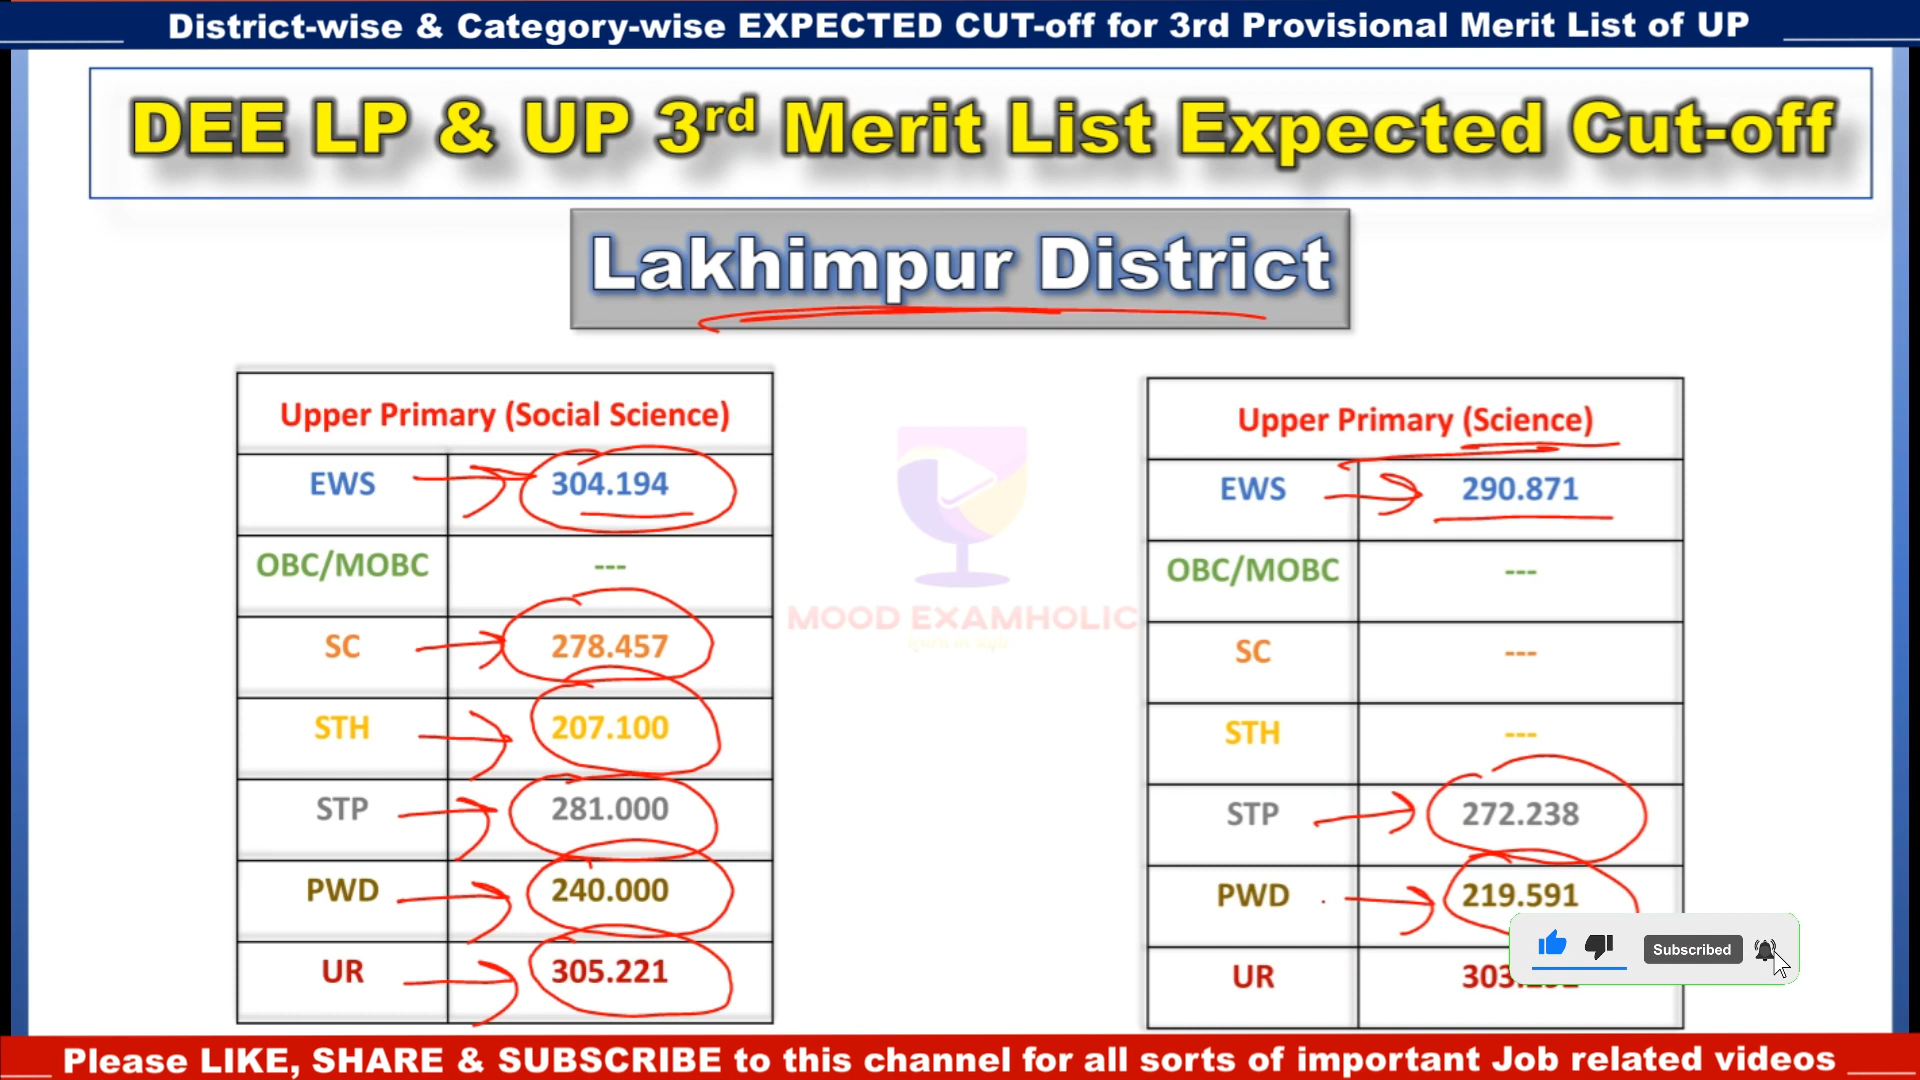 District-wise & Category-wise EXPECTED CUT-off for 3rd Provisional Merit List of UP
DEE LP & UP 3rd Merit List Expected Cut-off
Lakhimpur District
Upper Primary (Social Science)
EWS 304.194
OBC/MOBC ---
SC 278.457
STH 207.100
STP 281.000
PWD 240.000
UR 305.221
MOOD EXAMHOLIC
Upper Primary (Science)
EWS 290.871
OBC/MOBC ---
SC ---
STH ---
STP 272.238
PWD 219.591
UR
Subscribed
Please LIKE, SHARE & SUBSCRIBE to this channel for all sorts of important Job related videos